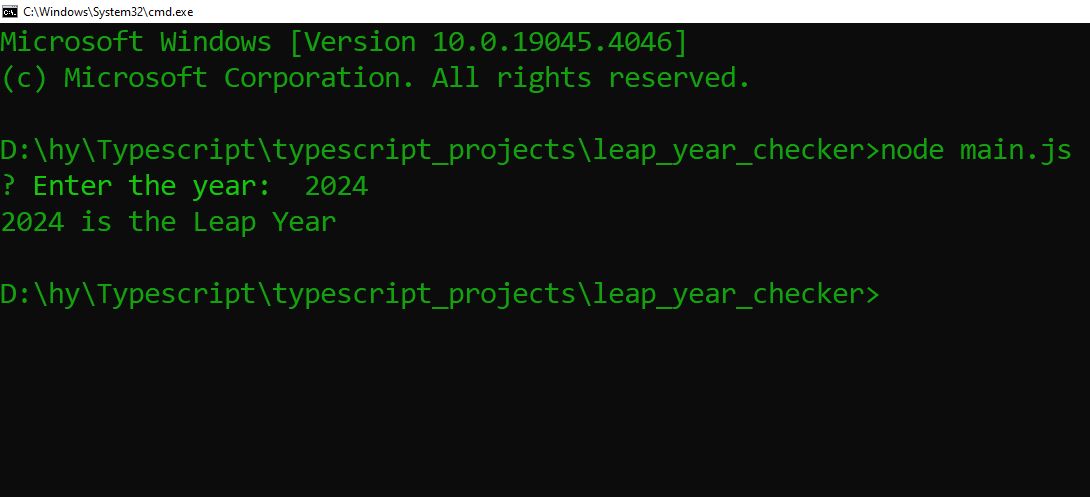 C:\Windows\System32\cmd.exe
Microsoft Windows [Version 10.0.19045.4046]
(c) Microsoft Corporation. All rights reserved.
D:\hy\Typescript\typescript_projects\leap_year_checker>node main.js
? Enter the year:  2024
2024 is the Leap Year
D:\hy\Typescript\typescript_projects\leap_year_checker>